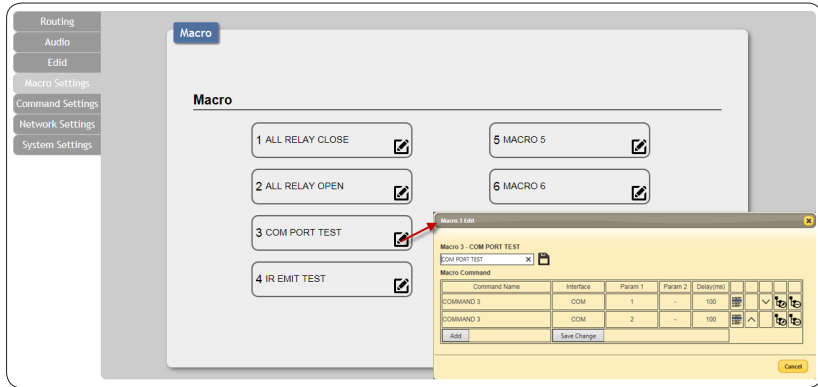 Routing
Audio
Edid
Macro Settings
Command Settings
Network Settings
System Settings
Macro
Macro
1 ALL RELAY CLOSE
5 MACRO 5
2 ALL RELAY OPEN
6 MACRO 6
3 COM PORT TEST
4 IR EMIT TEST
Macro 3 Edit
Macro 3 - COM PORT TEST
COM PORT TEST
Macro Command
Command Name Interface Param 1 Param 2 Delay(ms)
COMMAND 3 COM 1 - 100
COMMAND 3 COM 2 - 100
Add Save Change
Cancel